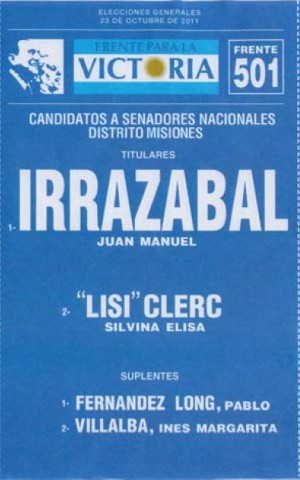 ELECCIONES GENERALES
23 DE OCTUBRE DE 2011
FRENTE PARA LA
VICTORIA
FRENTE
501
CANDIDATOS A SENADORES NACIONALES
DISTRITO MISIONES
TITULARES
1- IRRAZABAL
JUAN MANUEL
2- "LISI" CLERC
SILVINA ELISA
SUPLENTES
1- FERNANDEZ LONG, PABLO
2- VILLALBA, INES MARGARITA